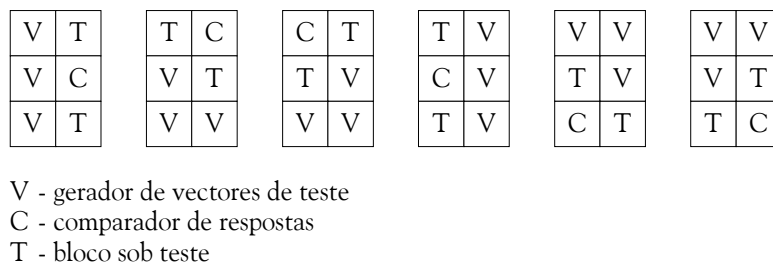 V T T C C T T V V V V V
V C V T T V C V T V V T
V T V V V V T V C T T C
V - gerador de vectores de teste
C - comparador de respostas
T - bloco sob teste